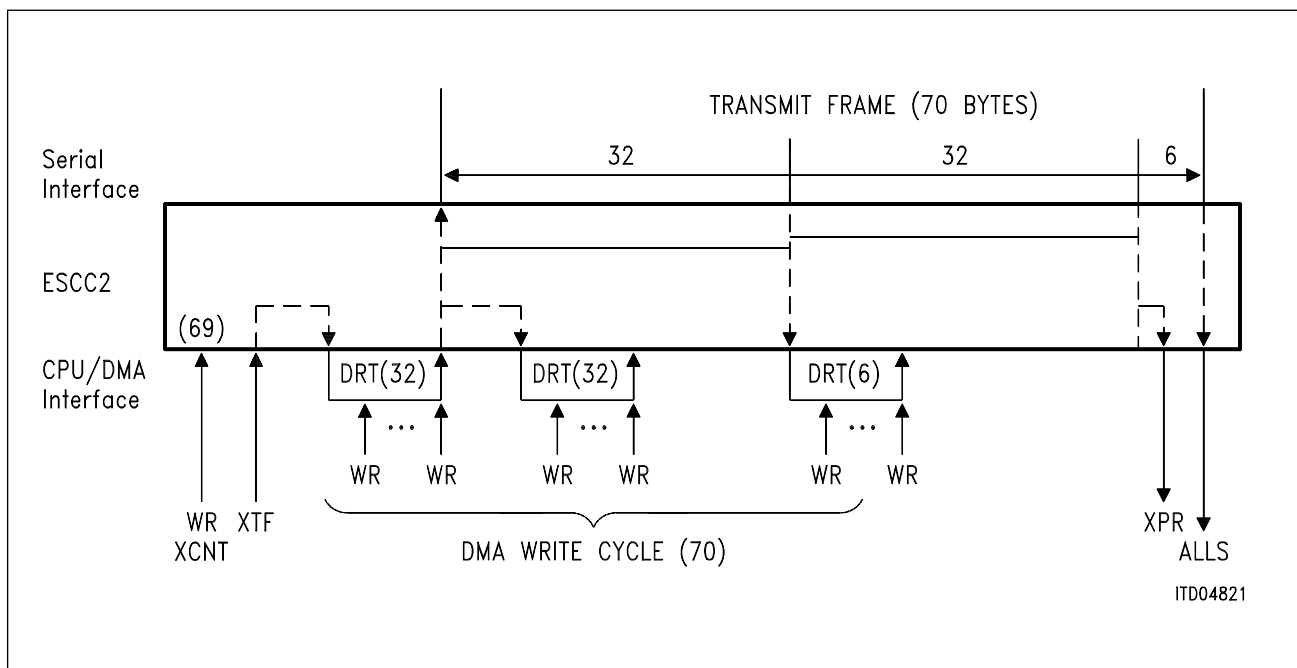 TRANSMIT FRAME (70 BYTES)
Serial
Interface
32
32
6
ESCC2
(69)
CPU/DMA
Interface
DRT(32)
DRT(32)
DRT(6)
...
...
...
WR
WR
WR
WR
WR
WR
WR
XCNT
XTF
DMA WRITE CYCLE (70)
XPR
ALLS
ITD04821